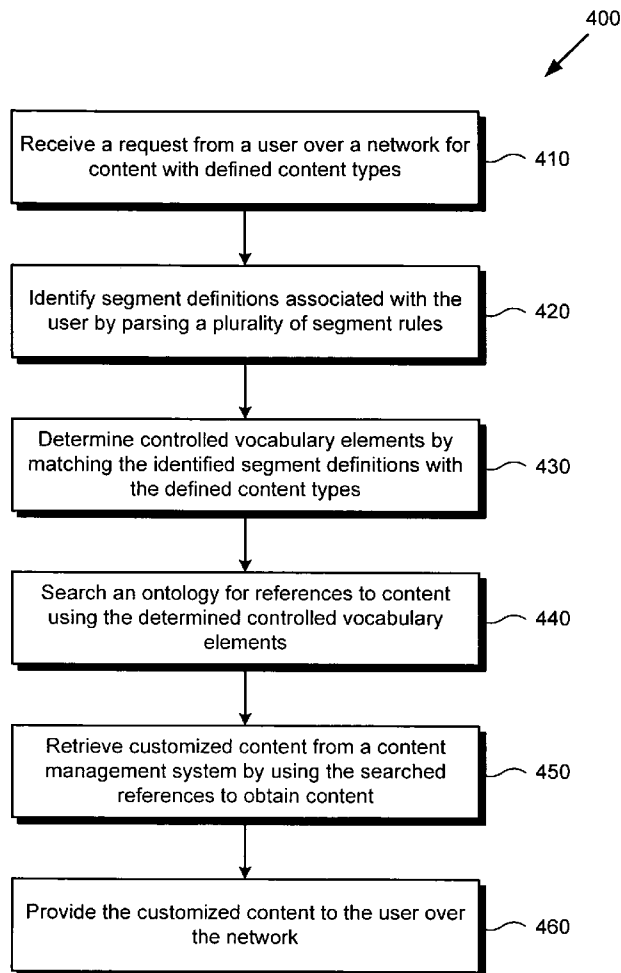 400
Receive a request from a user over a network for
content with defined content types
410
Identify segment definitions associated with the
user by parsing a plurality of segment rules
420
Determine controlled vocabulary elements by
matching the identified segment definitions with
the defined content types
430
Search an ontology for references to content
using the determined controlled vocabulary
elements
440
Retrieve customized content from a content
management system by using the searched
references to obtain content
450
Provide the customized content to the user over
the network
460